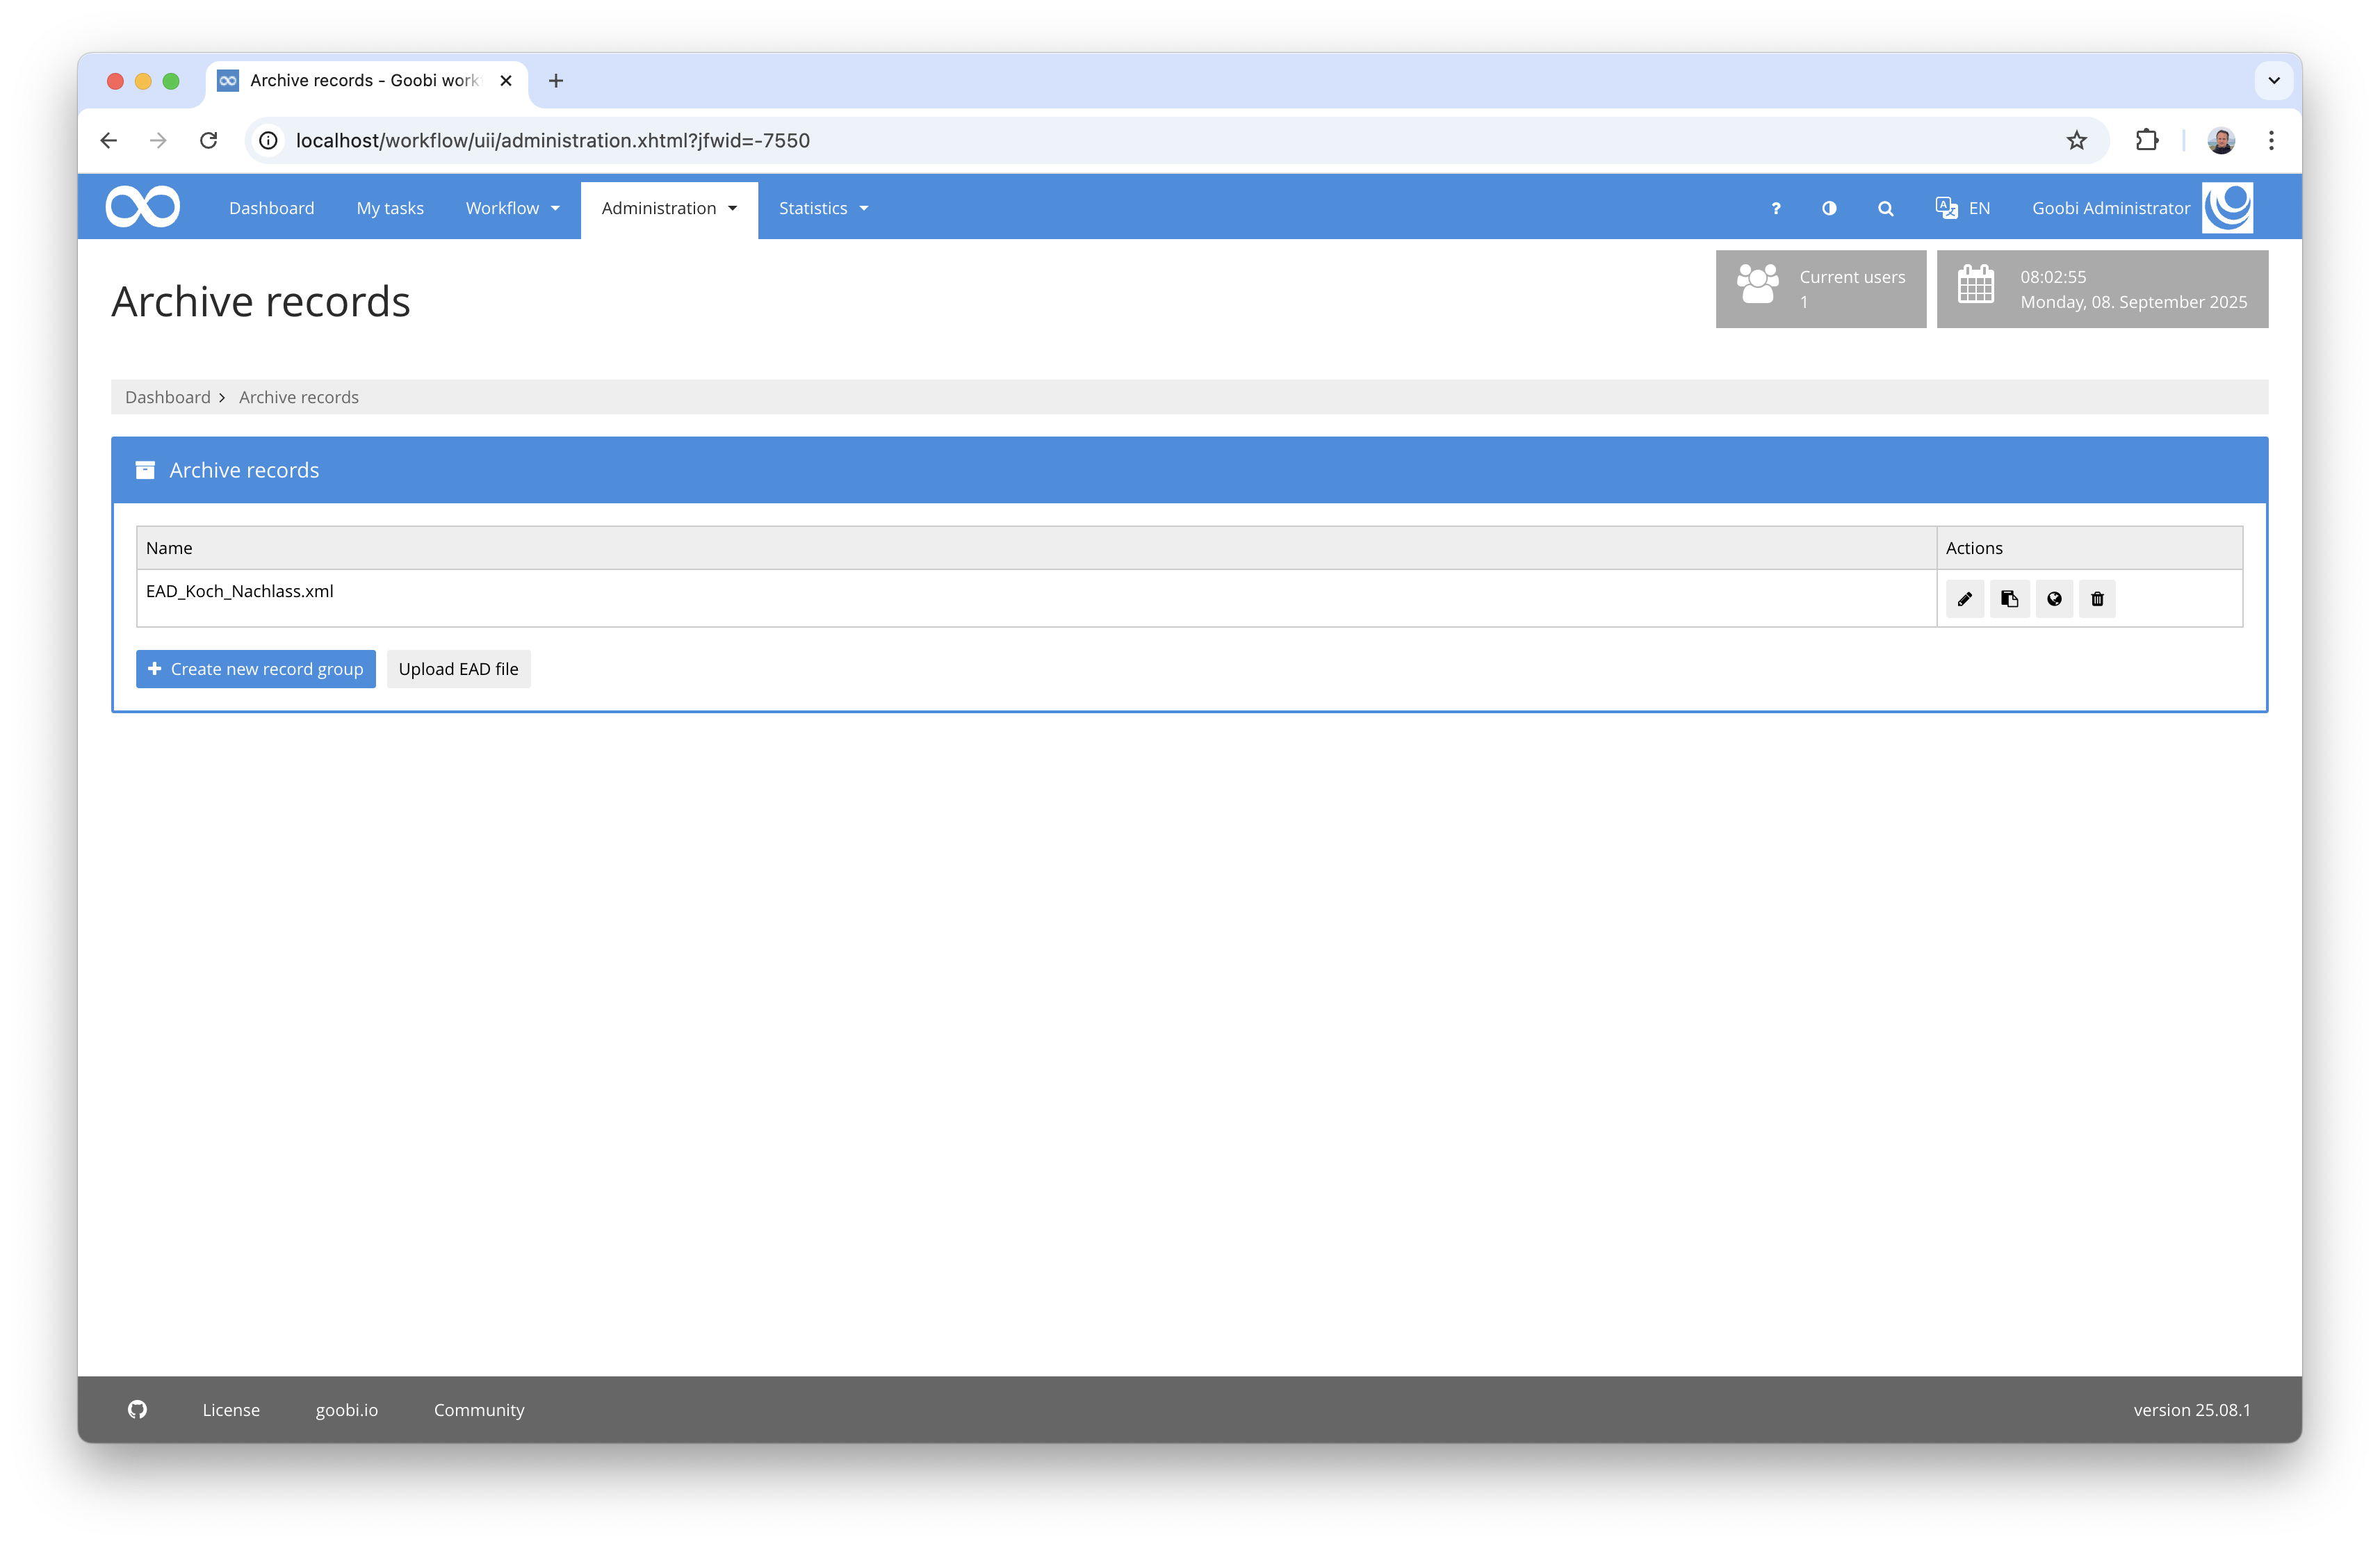 Archive records - Goobi work
localhost/workflow/uii/administration.xhtml?jfwid=-7550
Dashboard My tasks Workflow Administration Statistics ? EN Goobi Administrator
Archive records
Current users
1
08:02:55
Monday, 08. September 2025
Dashboard > Archive records
Archive records
Name Actions
EAD_Koch_Nachlass.xml
+ Create new record group Upload EAD file
License goobi.io Community version 25.08.1